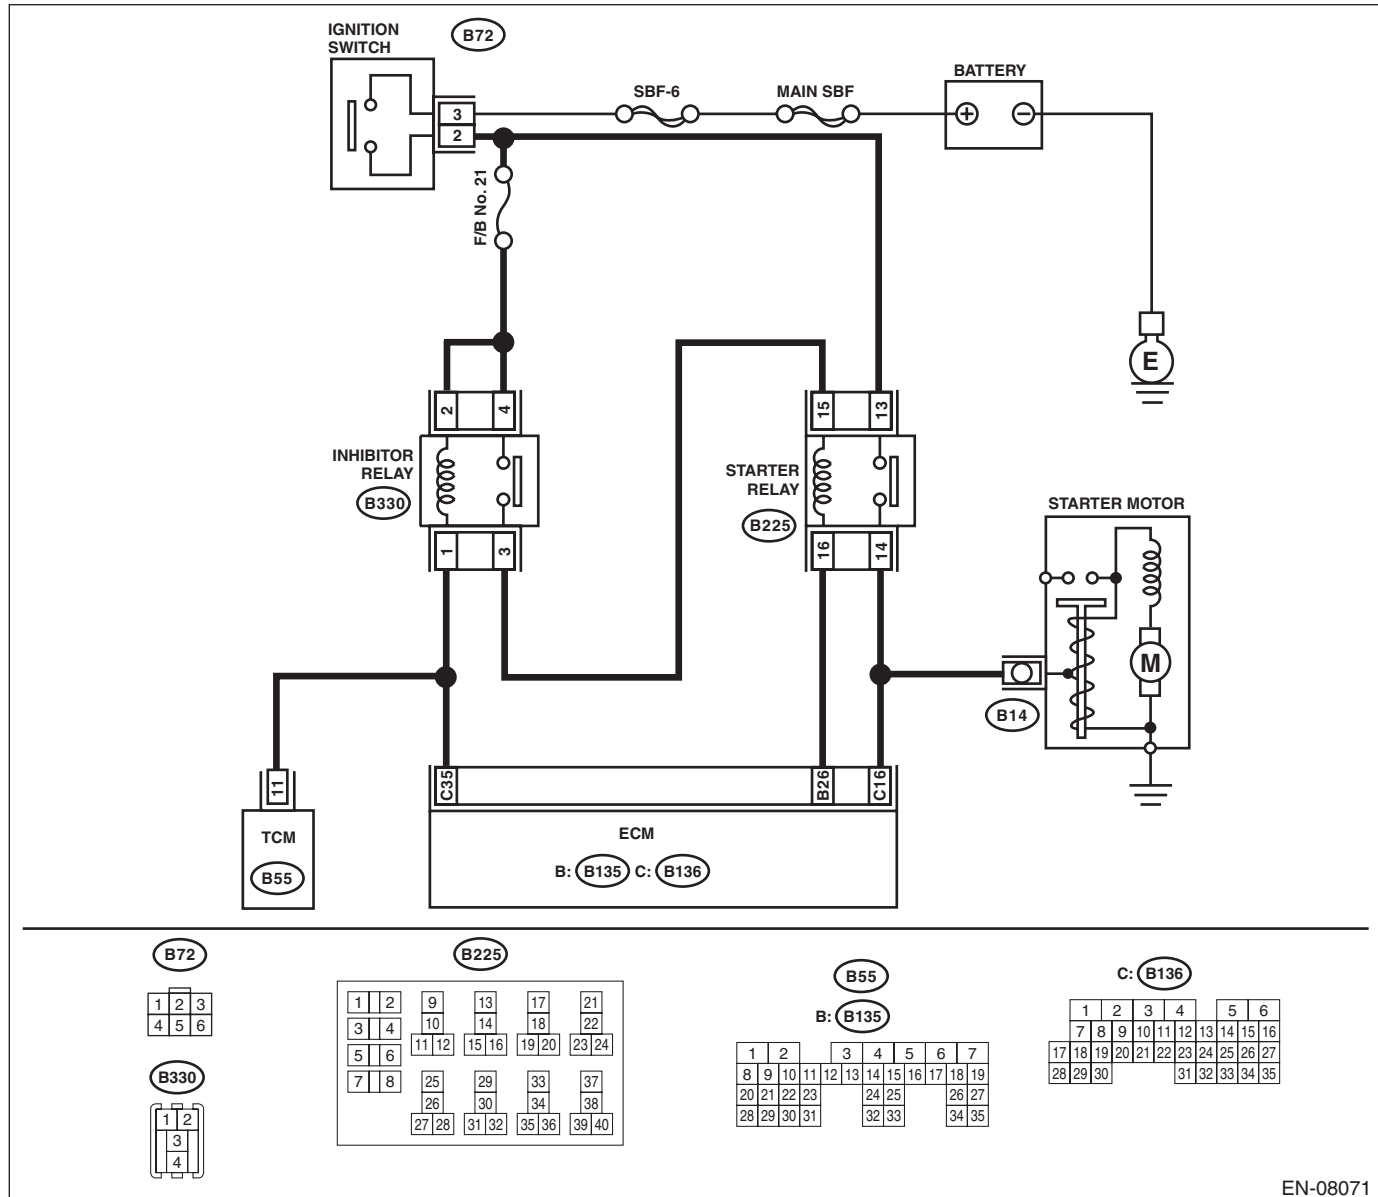 IGNITION
SWITCH
B72
3
2
SBF-6
MAIN SBF
BATTERY
+
−
F/B No. 21
E
2
4
15
13
INHIBITOR
RELAY
B330
STARTER
RELAY
B225
1
3
16
14
STARTER MOTOR
M
B14
11
C35
B26
C16
TCM
B55
ECM
B: B135 C: B136
B72
1 2 3
4 5 6
B330
1 2
3
4
B225
1 2 9 13 17 21
3 4 10 14 18 22
11 12 15 16 19 20 23 24
5 6
7 8 25 29 33 37
26 30 34 38
27 28 31 32 35 36 39 40
B55
B: B135
1 2 3 4 5 6 7
8 9 10 11 12 13 14 15 16 17 18 19
20 21 22 23 24 25 26 27
28 29 30 31 32 33 34 35
C: B136
1 2 3 4 5 6
7 8 9 10 11 12 13 14 15 16
17 18 19 20 21 22 23 24 25 26 27
28 29 30 31 32 33 34 35
EN-08071